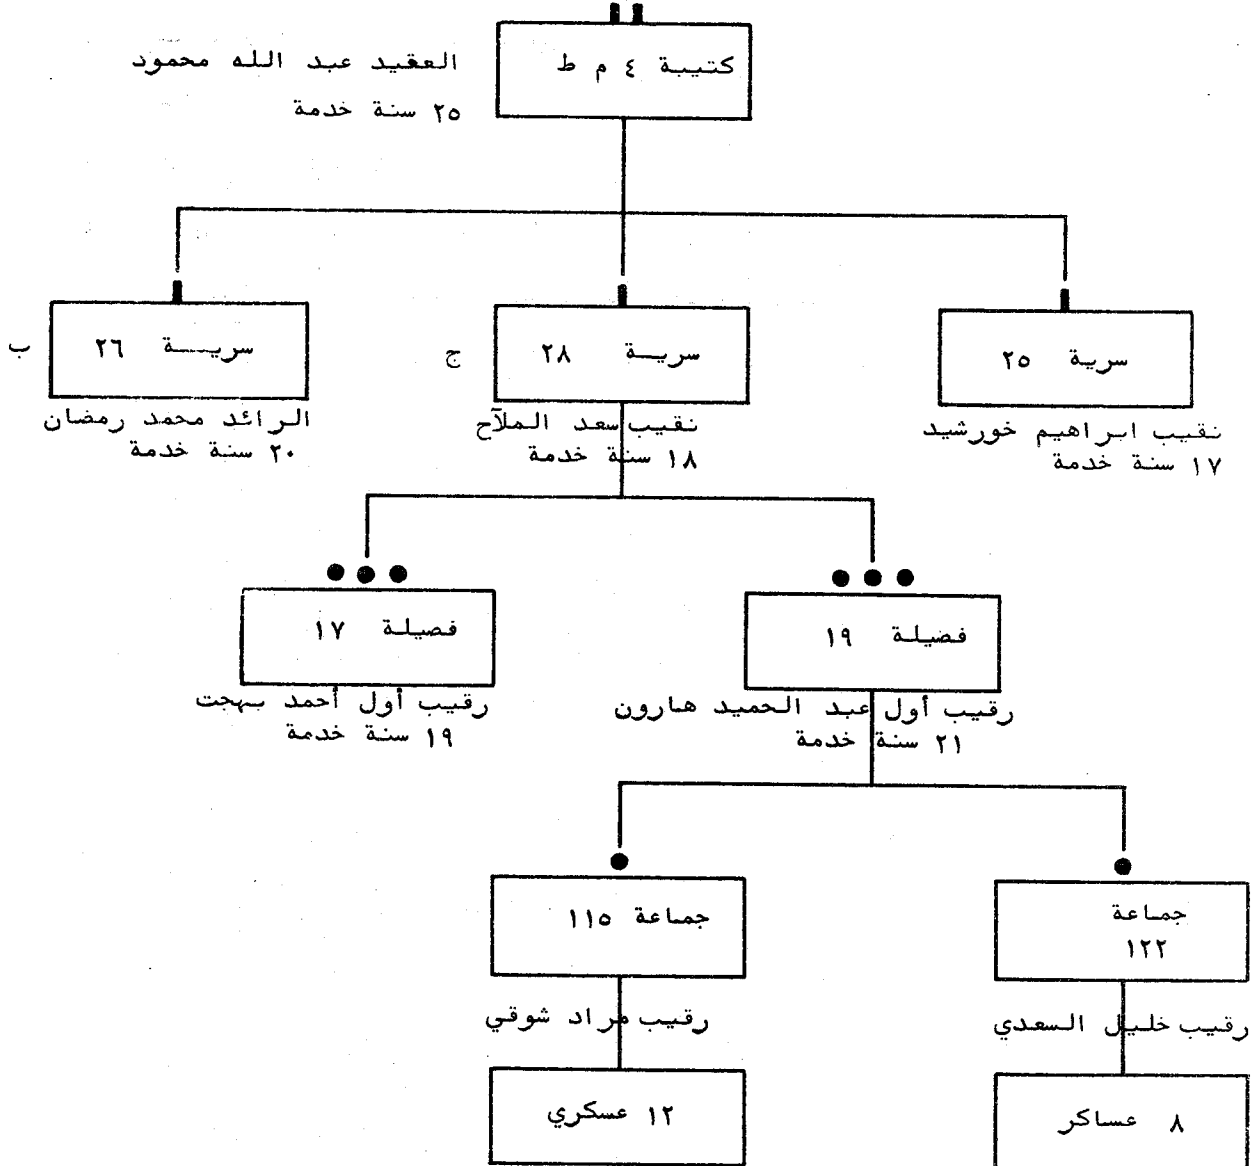 كتيبة ٤ م ط
العقيد عبد الله محمود
٢٥ سنة خدمة
سرية ٢٥
نقيب ابراهيم خورشيد
١٧ سنة خدمة
سرية ٢٨
ج
نقيب سعد الملآح
١٨ سنة خدمة
سرية ٢٦
ب
الرائد محمد رمضان
٢٠ سنة خدمة
فضيلة ١٩
رقيب أول عبد الحميد هارون
٢١ سنة خدمة
فصيلة ١٧
رقيب أول أحمد بهجت
١٩ سنة خدمة
جماعة
١٢٢
رقيب خليل السعدي
٨ عساكر
جماعة ١١٥
رقيب مراد شوقي
١٢ عسكري